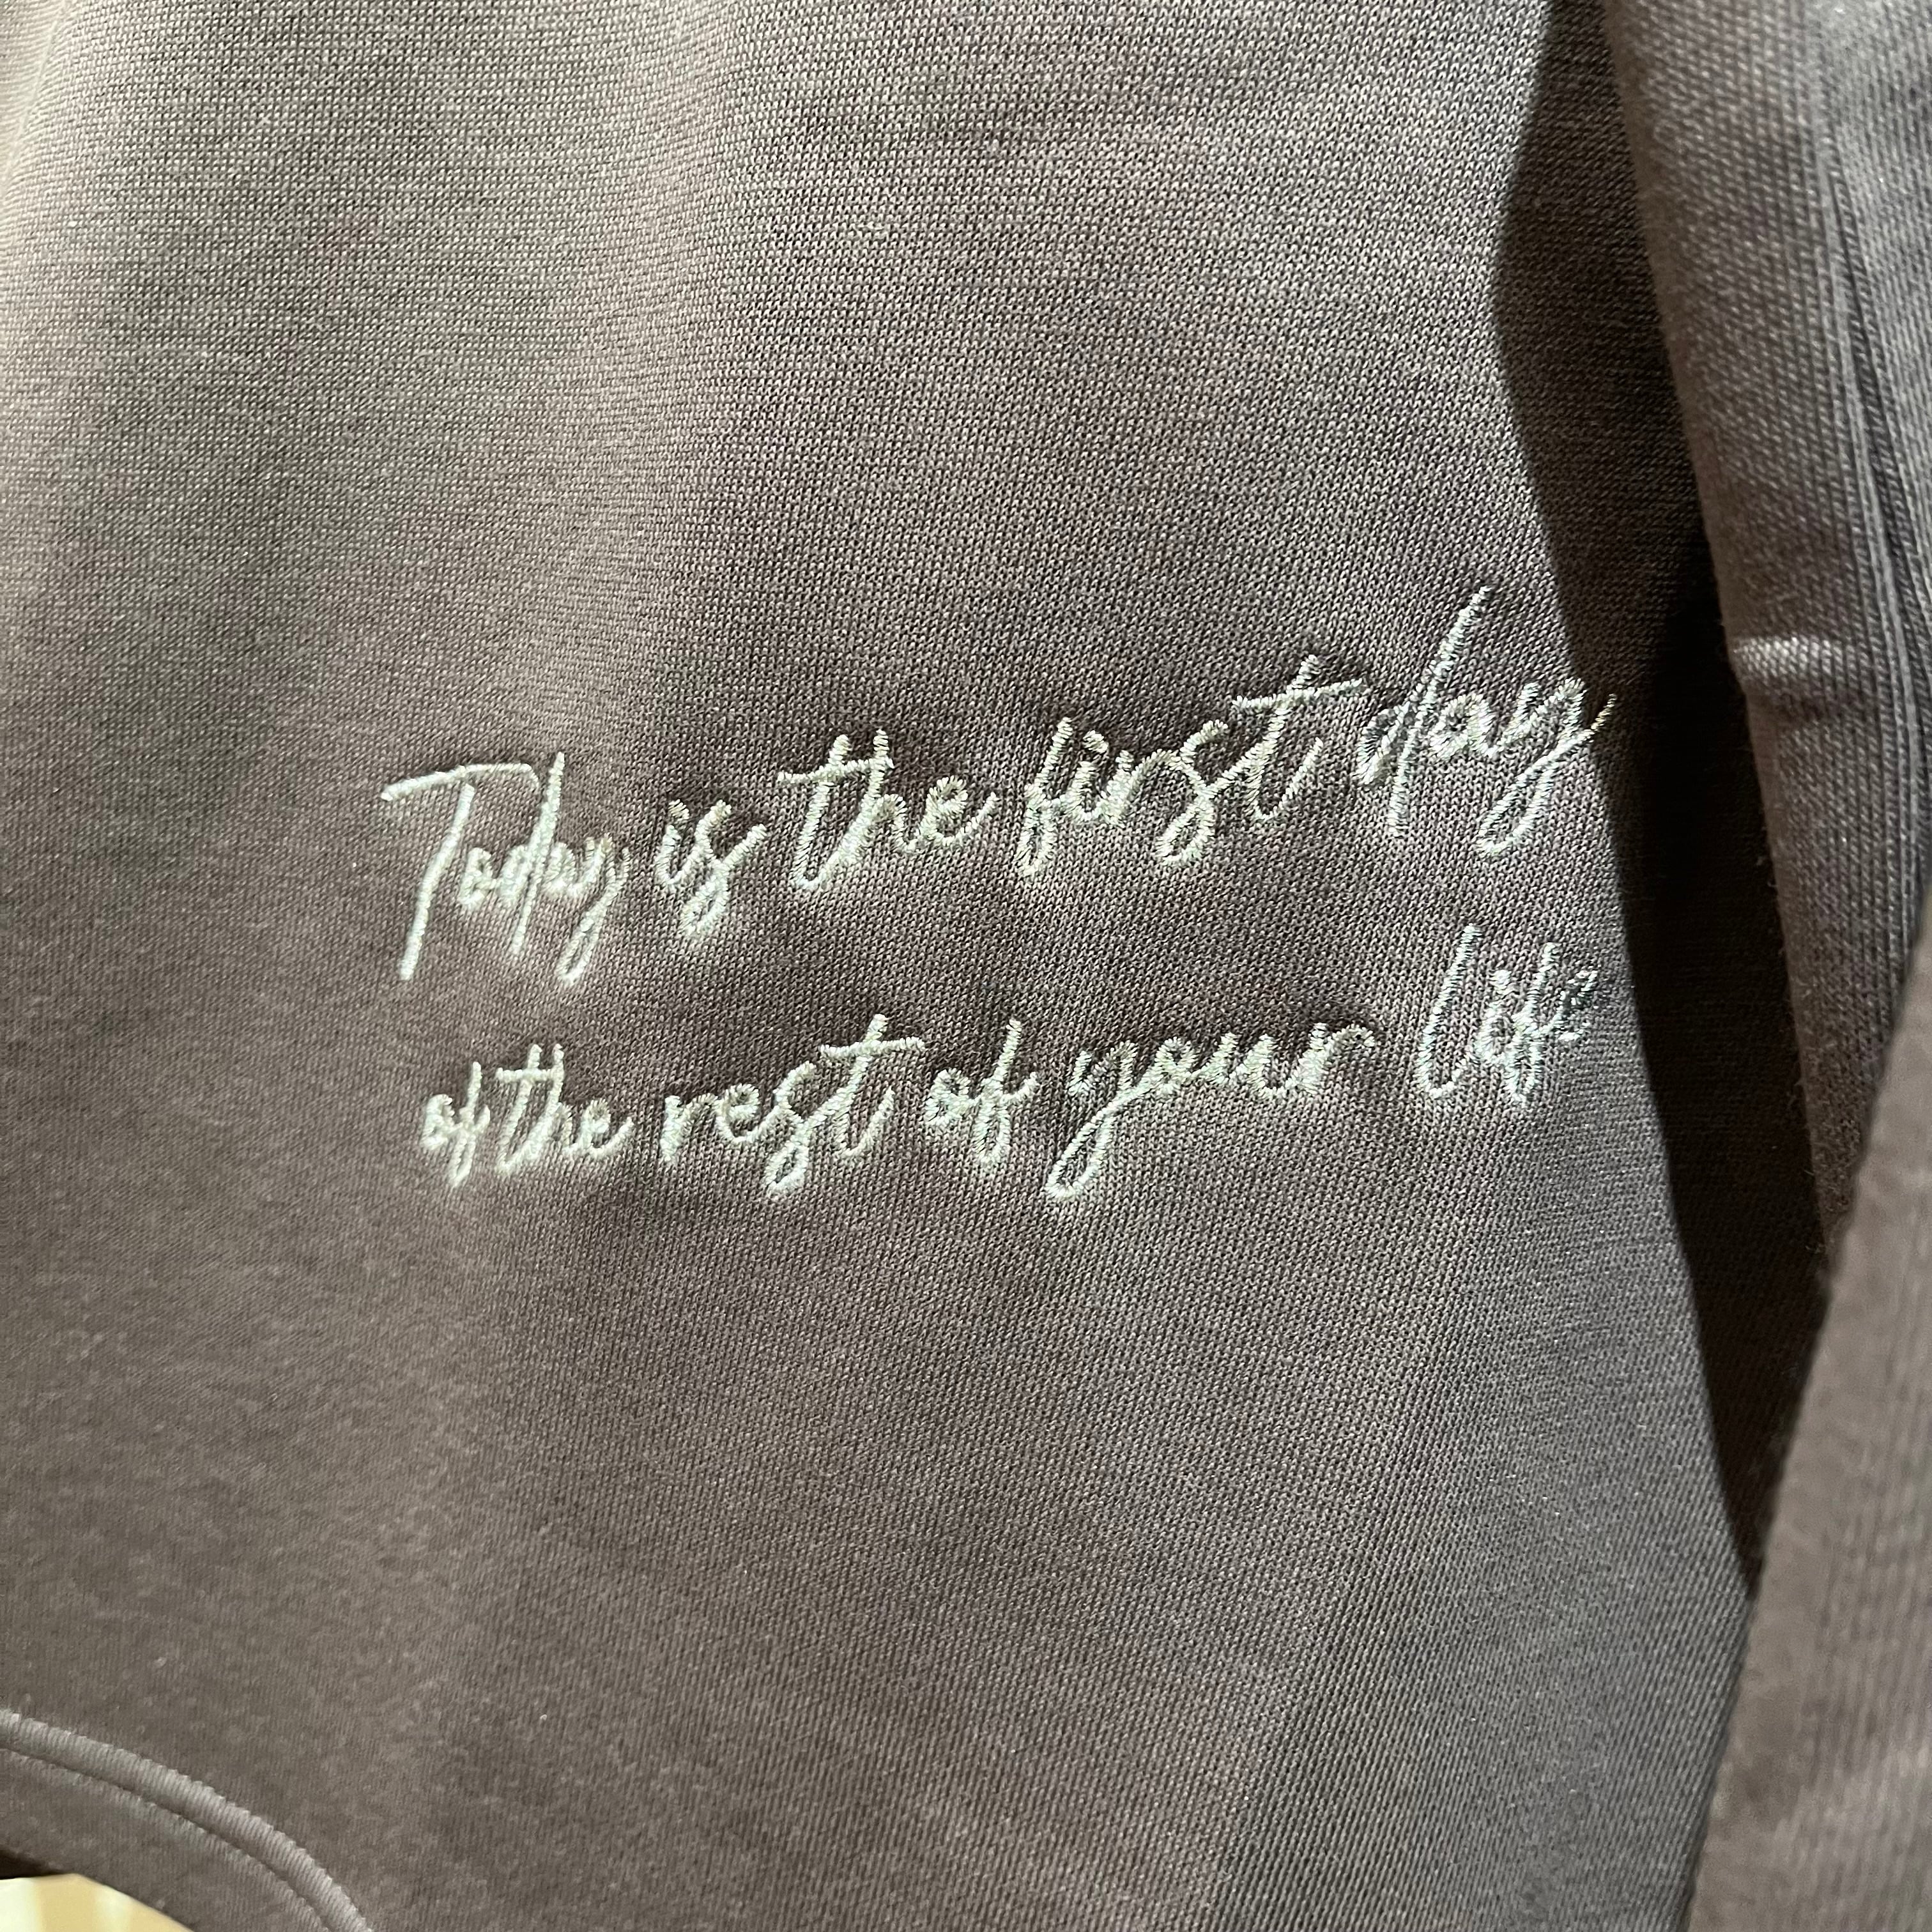 Today is the first day
of the rest of your life